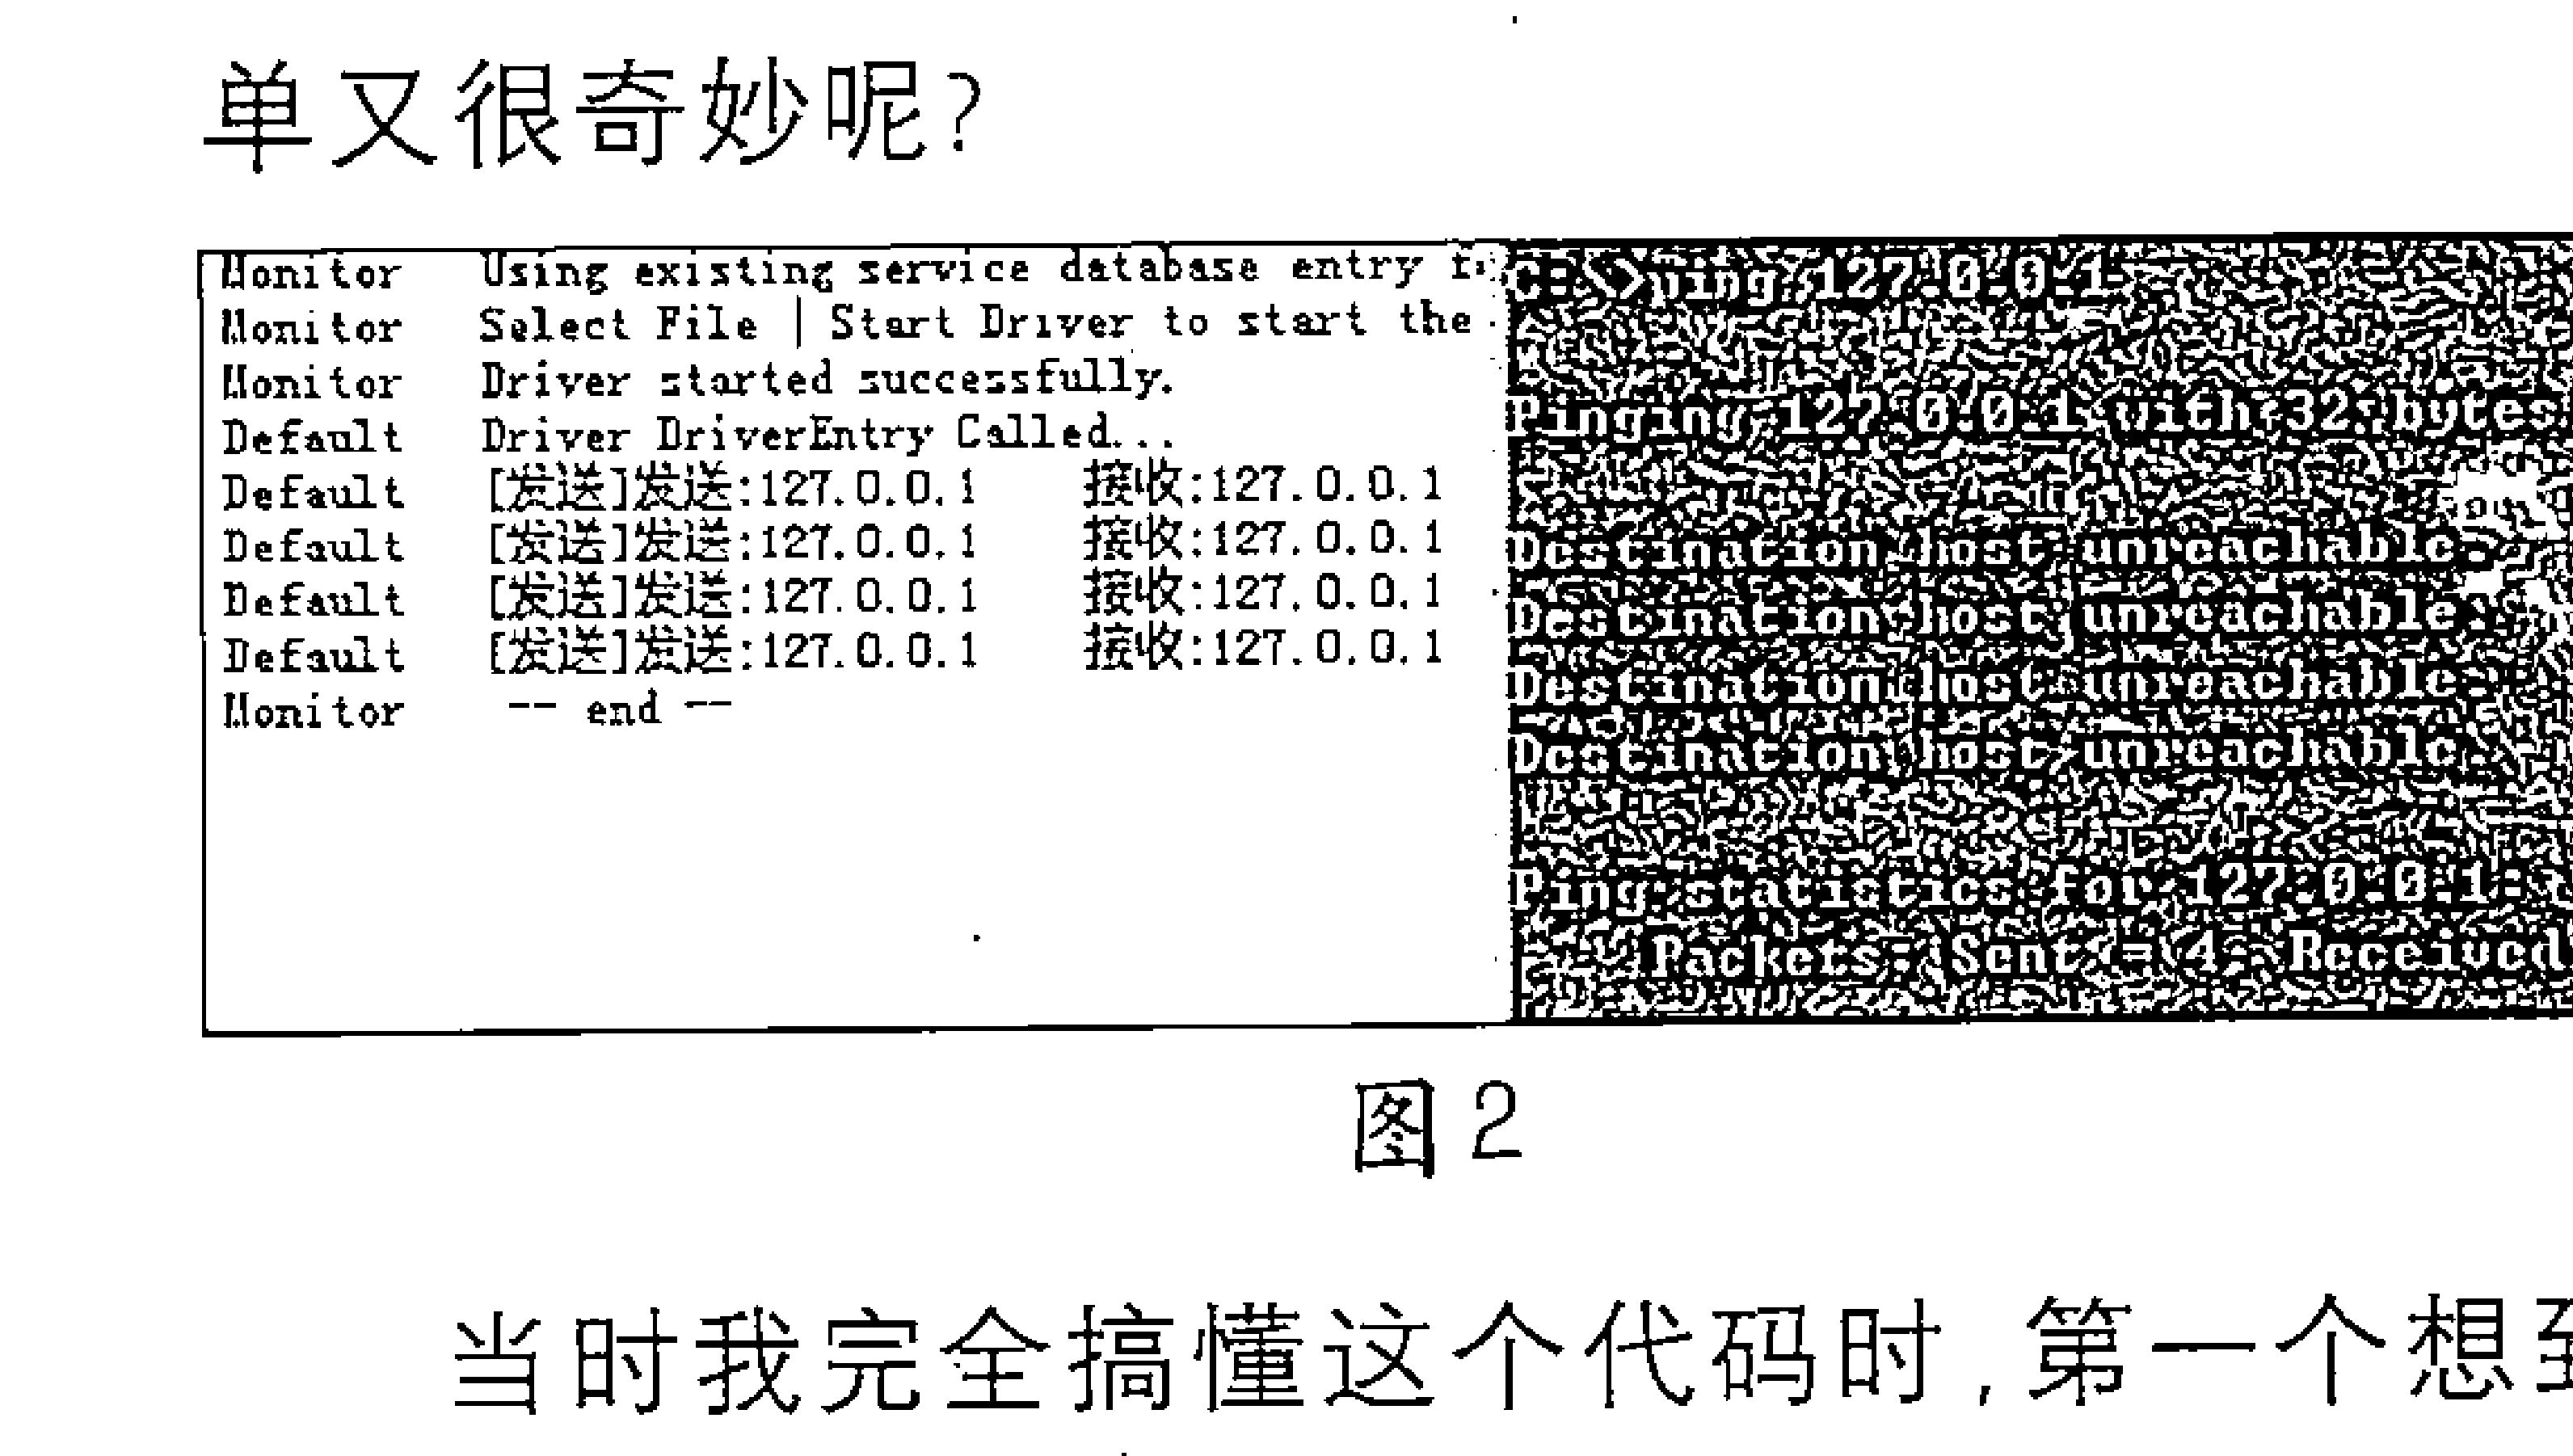 单又很奇妙呢?
Monitor Using existing service database entry
Monitor Select File | Start Driver to start the
Monitor Driver started successfully.
Default Driver DriverEntry Called...
Default [发送]发送:127.0.0.1 接收:127.0.0.1
Default [发送]发送:127.0.0.1 接收:127.0.0.1
Default [发送]发送:127.0.0.1 接收:127.0.0.1
Default [发送]发送:127.0.0.1 接收:127.0.0.1
Monitor -- end --
C:\>ping 127.0.0.1
Pinging 127.0.0.1 with 32 bytes
Destination host unreachable.
Destination host unreachable.
Destination host unreachable.
Destination host unreachable.
Ping statistics for 127.0.0.1:
Packets: Sent = 4, Received
图2
当时我完全搞懂这个代码时,第一个想到